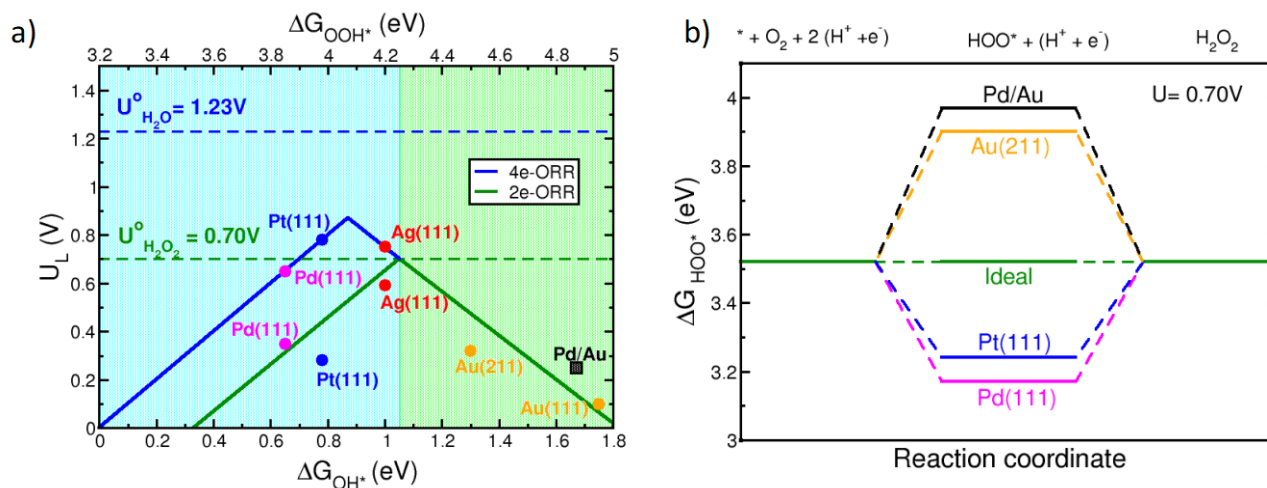 a)
ΔG_OOH* (eV)
3.2 3.4 3.6 3.8 4 4.2 4.4 4.6 4.8 5
U°_H₂O = 1.23V
4e-ORR
2e-ORR
Pt(111)
Ag(111)
U°_H₂O₂ = 0.70V
Pd(111)
Ag(111)
Pd(111)
Pd/Au
Au(211)
Pt(111)
Au(111)
U_L (V)
1.4
1.2
1
0.8
0.6
0.4
0.2
0
0 0.2 0.4 0.6 0.8 1 1.2 1.4 1.6 1.8
ΔG_OH* (eV)
b)
* + O₂ + 2 (H⁺ +e⁻) HOO* + (H⁺ + e⁻) H₂O₂
Pd/Au
U= 0.70V
Au(211)
Ideal
Pt(111)
Pd(111)
ΔG_HOO* (eV)
4
3.8
3.6
3.4
3.2
3
Reaction coordinate